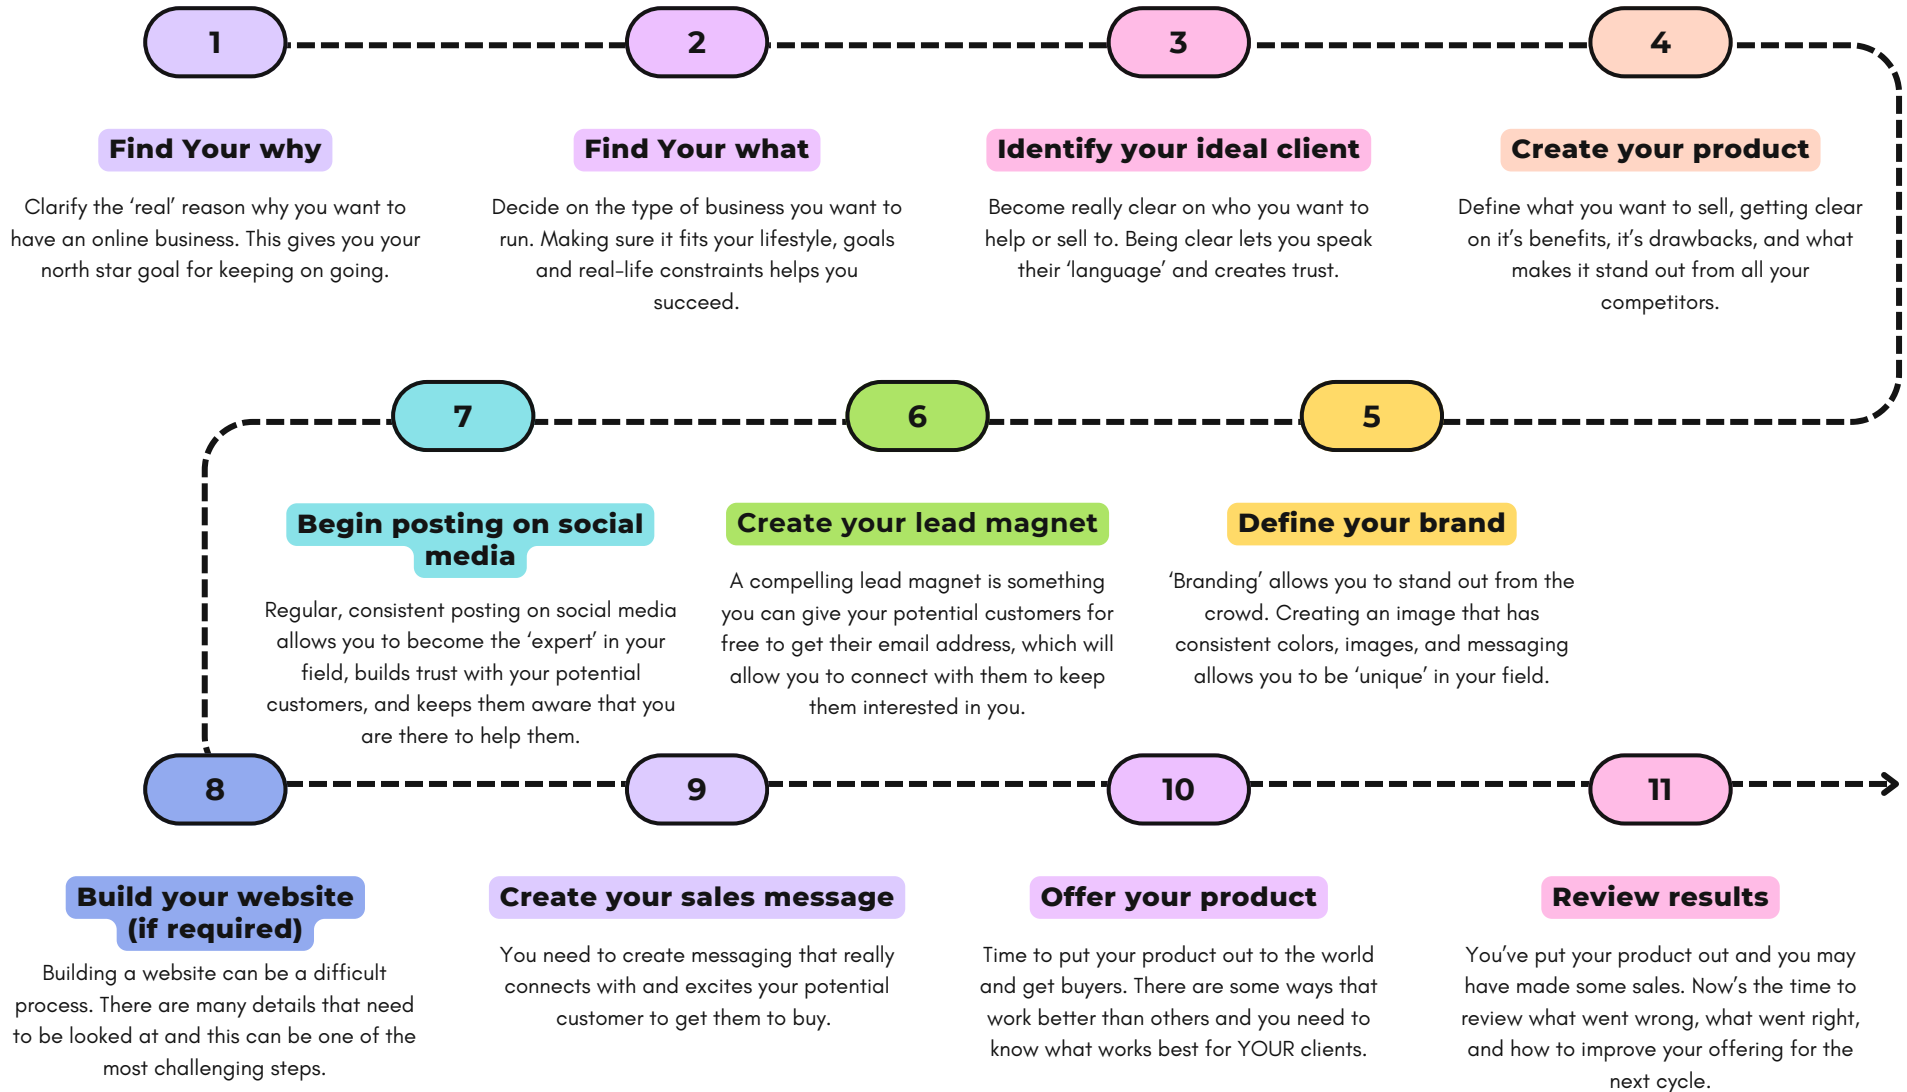 1
Find Your why
Clarify the ‘real’ reason why you want to
have an online business. This gives you your
north star goal for keeping on going.
2
Find Your what
Decide on the type of business you want to
run. Making sure it fits your lifestyle, goals
and real-life constraints helps you
succeed.
3
Identify your ideal client
Become really clear on who you want to
help or sell to. Being clear lets you speak
their ‘language’ and creates trust.
4
Create your product
Define what you want to sell, getting clear
on it’s benefits, it’s drawbacks, and what
makes it stand out from all your
competitors.
5
Define your brand
‘Branding’ allows you to stand out from the
crowd. Creating an image that has
consistent colors, images, and messaging
allows you to be ‘unique’ in your field.
6
Create your lead magnet
A compelling lead magnet is something
you can give your potential customers for
free to get their email address, which will
allow you to connect with them to keep
them interested in you.
7
Begin posting on social
media
Regular, consistent posting on social media
allows you to become the ‘expert’ in your
field, builds trust with your potential
customers, and keeps them aware that you
are there to help them.
8
Build your website
(if required)
Building a website can be a difficult
process. There are many details that need
to be looked at and this can be one of the
most challenging steps.
9
Create your sales message
You need to create messaging that really
connects with and excites your potential
customer to get them to buy.
10
Offer your product
Time to put your product out to the world
and get buyers. There are some ways that
work better than others and you need to
know what works best for YOUR clients.
11
Review results
You’ve put your product out and you may
have made some sales. Now’s the time to
review what went wrong, what went right,
and how to improve your offering for the
next cycle.